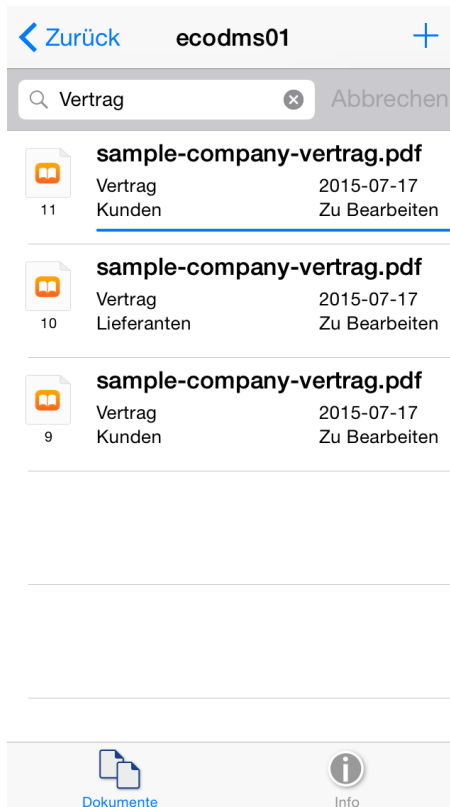 Zurück ecodms01
Vertrag Abbrechen
sample-company-vertrag.pdf
Vertrag 2015-07-17
11 Kunden Zu Bearbeiten
sample-company-vertrag.pdf
Vertrag 2015-07-17
10 Lieferanten Zu Bearbeiten
sample-company-vertrag.pdf
Vertrag 2015-07-17
9 Kunden Zu Bearbeiten
Dokumente Info